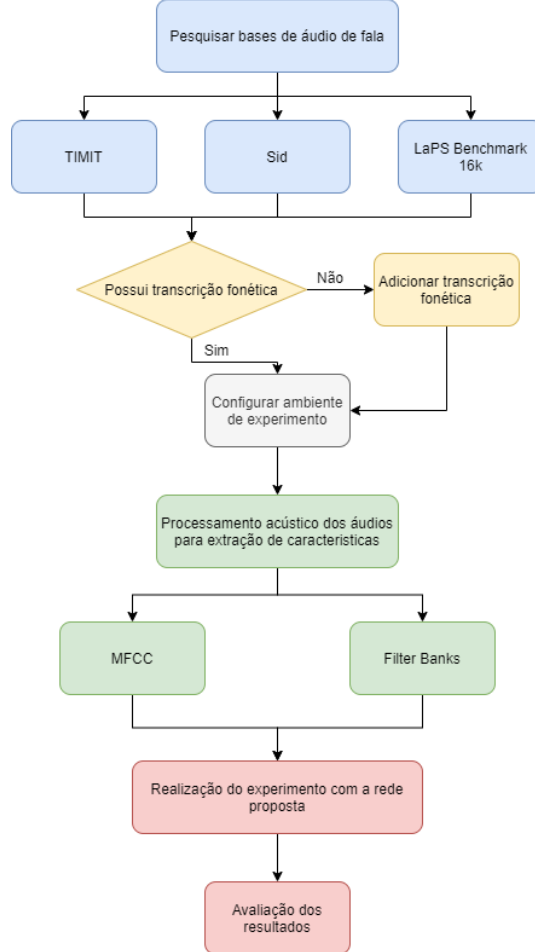 Pesquisar bases de áudio de fala
TIMIT
Sid
LaPS Benchmark
16k
Possui transcrição fonética
Não
Adicionar transcrição
fonética
Sim
Configurar ambiente
de experimento
Processamento acústico dos áudios
para extração de caracteristicas
MFCC
Filter Banks
Realização do experimento com a rede
proposta
Avaliação dos
resultados